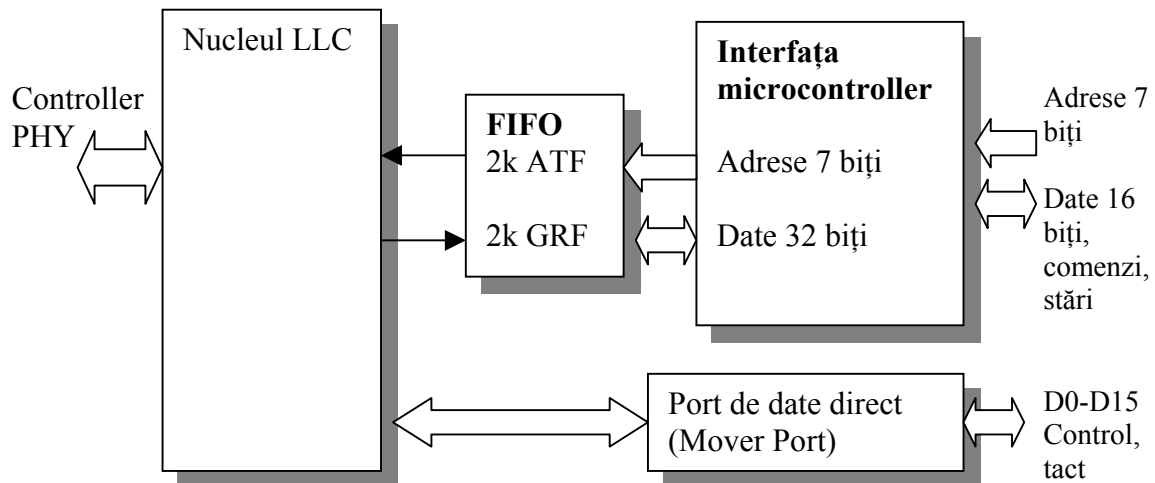 Nucleul LLC
Controller
PHY
FIFO
2k ATF
2k GRF
Interfața
microcontroller
Adrese 7 biți
Date 32 biți
Adrese 7
biți
Date 16
biți,
comenzi,
stări
Port de date direct
(Mover Port)
D0-D15
Control,
tact